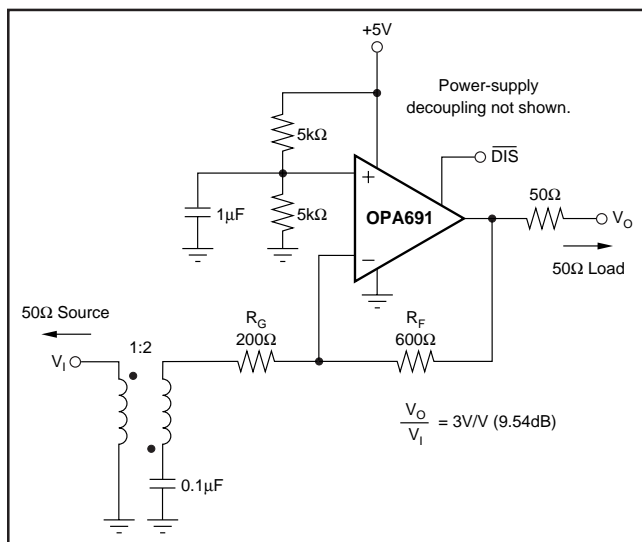 +5V
Power-supply
decoupling not shown.
5kΩ
DIS
+
50Ω
OPA691
V_O
1µF
5kΩ
−
50Ω Load
50Ω Source
R_G
200Ω
R_F
600Ω
1:2
V_I
V_O
V_I
= 3V/V (9.54dB)
0.1µF